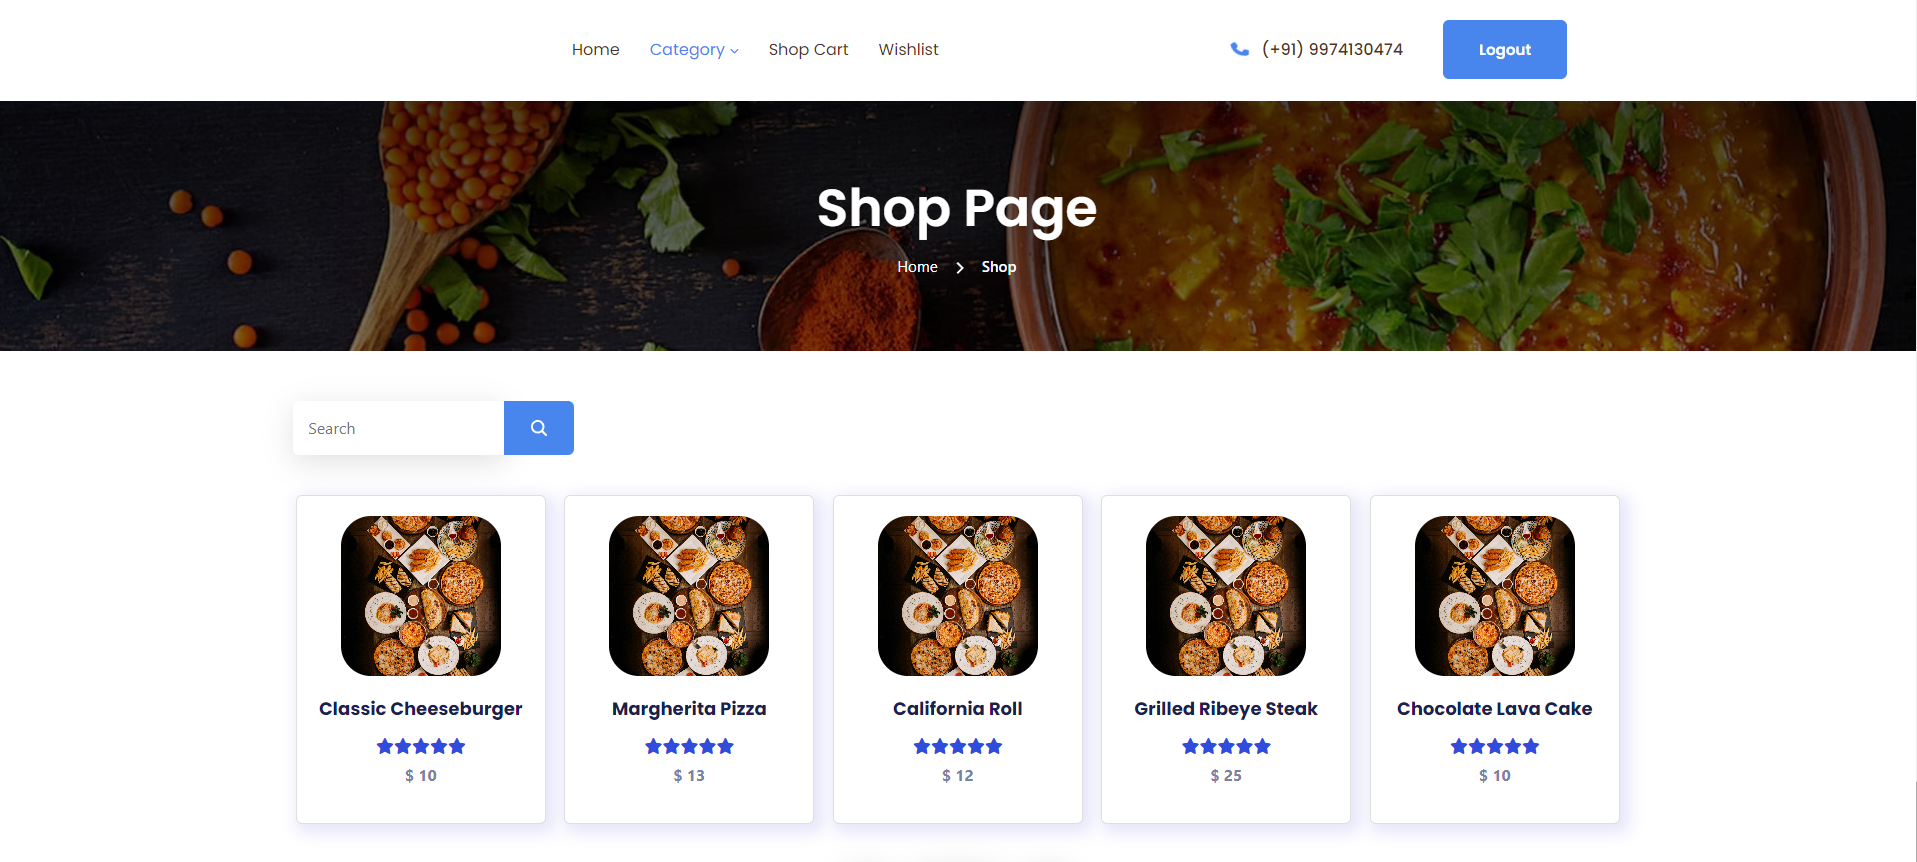 Home Category Shop Cart Wishlist (+91) 9974130474 Logout
Shop Page
Home > Shop
Search
Classic Cheeseburger
$ 10
Margherita Pizza
$ 13
California Roll
$ 12
Grilled Ribeye Steak
$ 25
Chocolate Lava Cake
$ 10